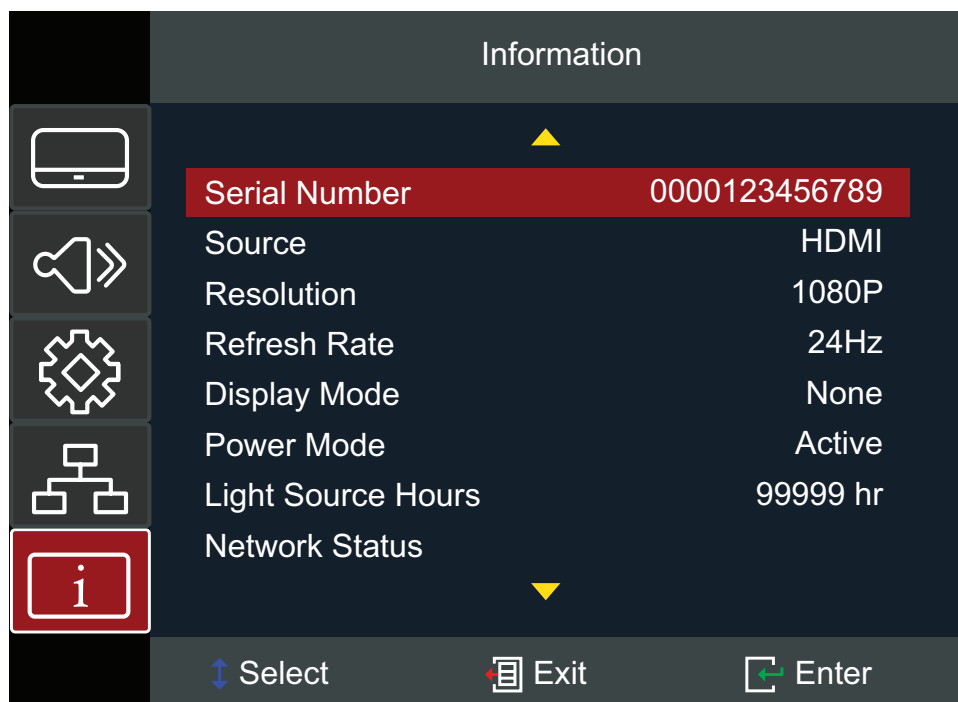 Information
Serial Number 0000123456789
Source HDMI
Resolution 1080P
Refresh Rate 24Hz
Display Mode None
Power Mode Active
Light Source Hours 99999 hr
Network Status
i
Select Exit Enter